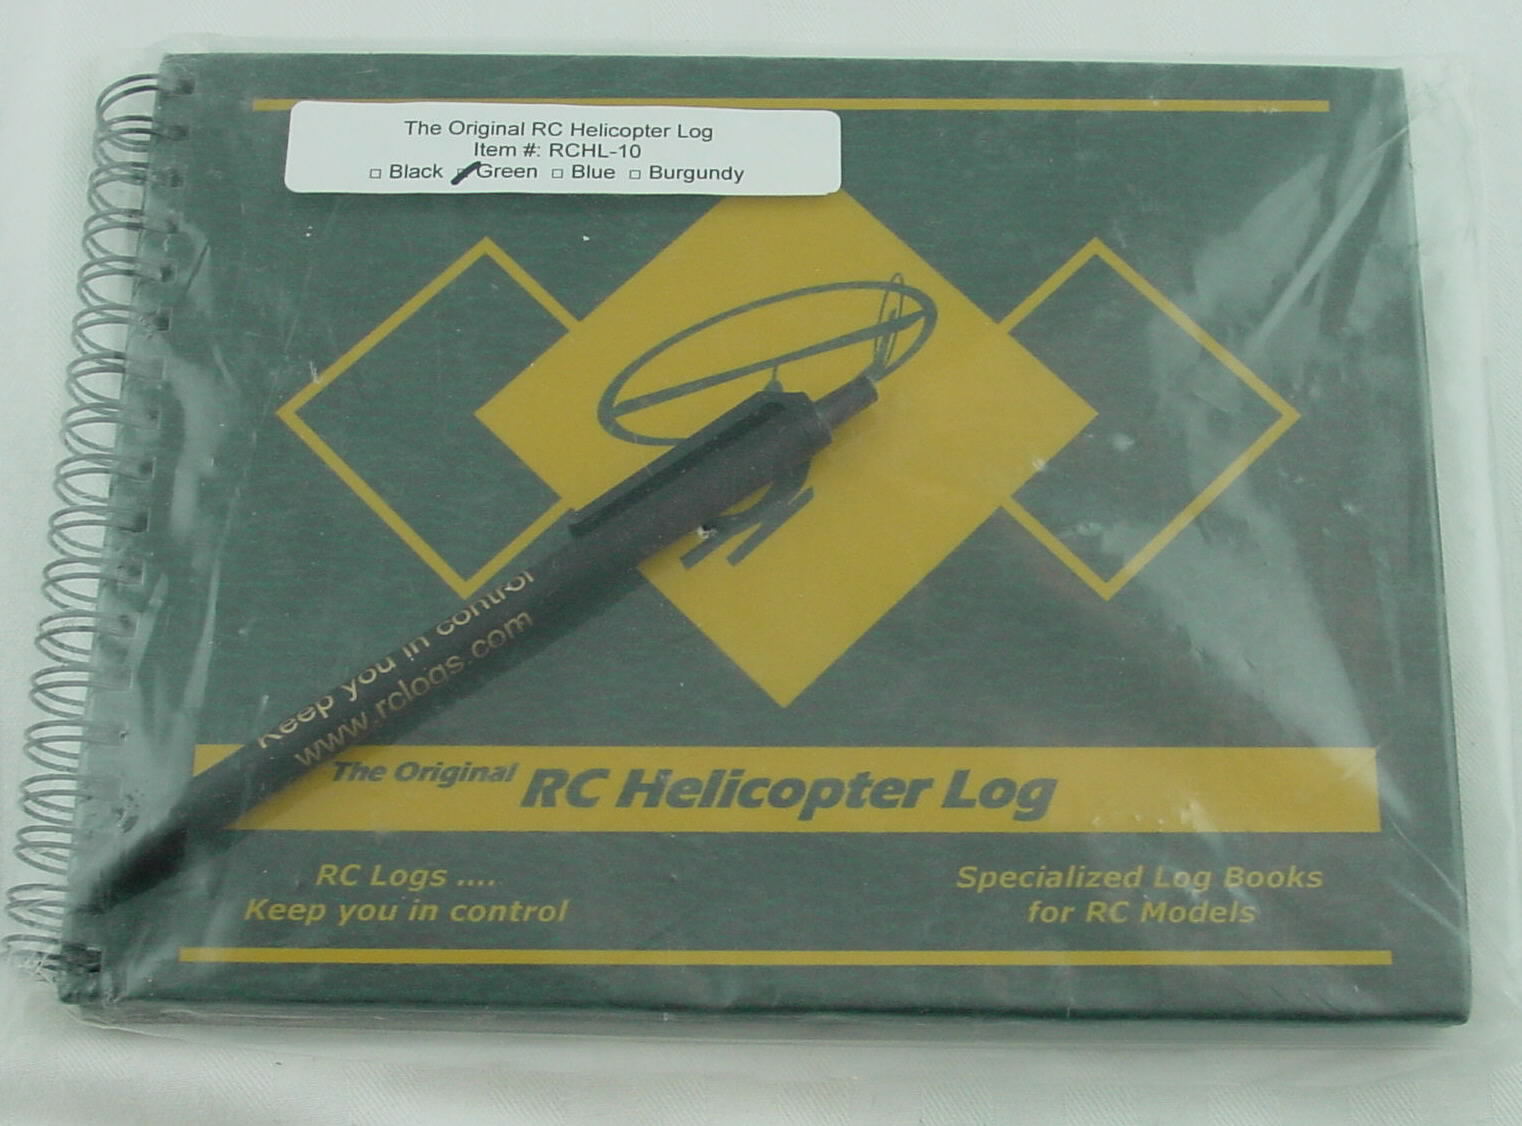 The Original RC Helicopter Log
Item #: RCHL-10
□ Black □ Green □ Blue □ Burgundy
Keep you in control
www.rclogs.com
The Original RC Helicopter Log
RC Logs ....
Keep you in control
Specialized Log Books
for RC Models